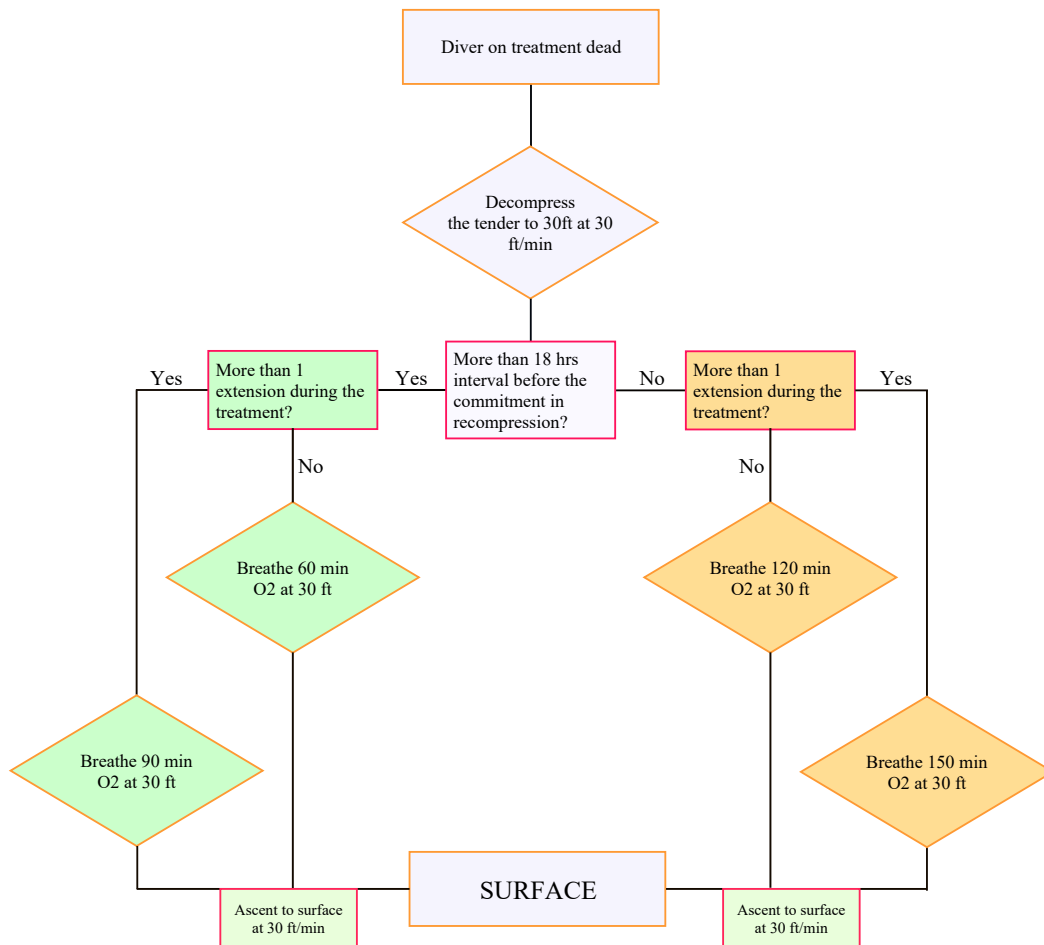 Diver on treatment dead
Decompress
the tender to 30ft at 30
ft/min
Yes
More than 1
extension during the
treatment?
Yes
More than 18 hrs
interval before the
commitment in
recompression?
No
More than 1
extension during the
treatment?
Yes
No
No
Breathe 60 min
O2 at 30 ft
Breathe 120 min
O2 at 30 ft
Breathe 90 min
O2 at 30 ft
Breathe 150 min
O2 at 30 ft
SURFACE
Ascent to surface
at 30 ft/min
Ascent to surface
at 30 ft/min